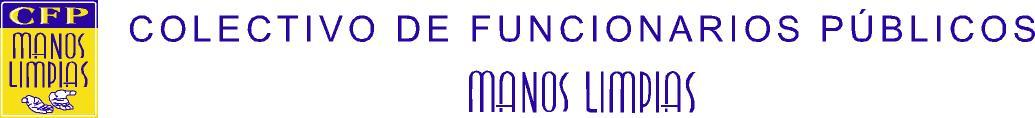 CFP
MANOS
LIMPIAS
COLECTIVO DE FUNCIONARIOS PÚBLICOS
MANOS LIMPIAS